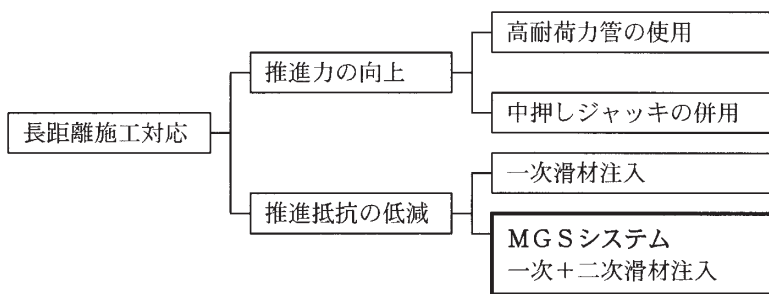 長距離施工対応
推進力の向上
高耐荷力管の使用
中押しジャッキの併用
推進抵抗の低減
一次滑材注入
MGSシステム
一次＋二次滑材注入